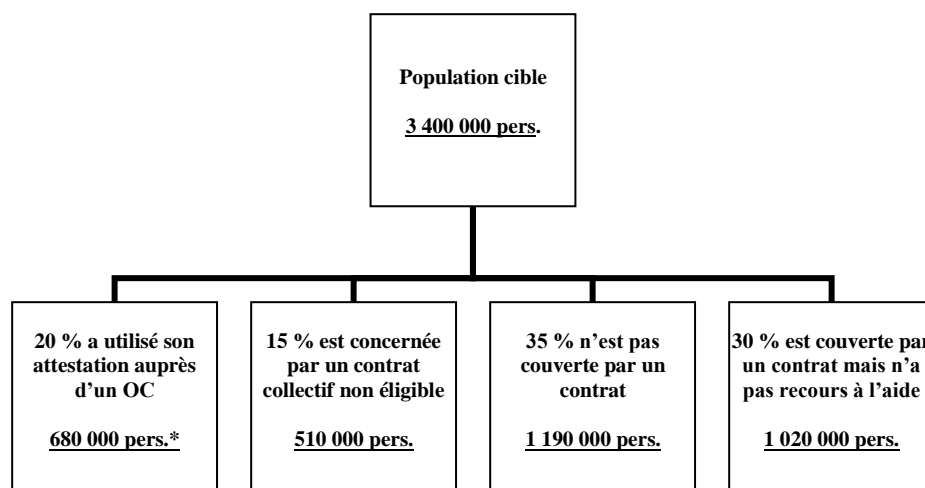 Population cible
3 400 000 pers.
20 % a utilisé son
attestation auprès
d'un OC
680 000 pers.*
15 % est concernée
par un contrat
collectif non éligible
510 000 pers.
35 % n'est pas
couverte par un
contrat
1 190 000 pers.
30 % est couverte par
un contrat mais n'a
pas recours à l'aide
1 020 000 pers.